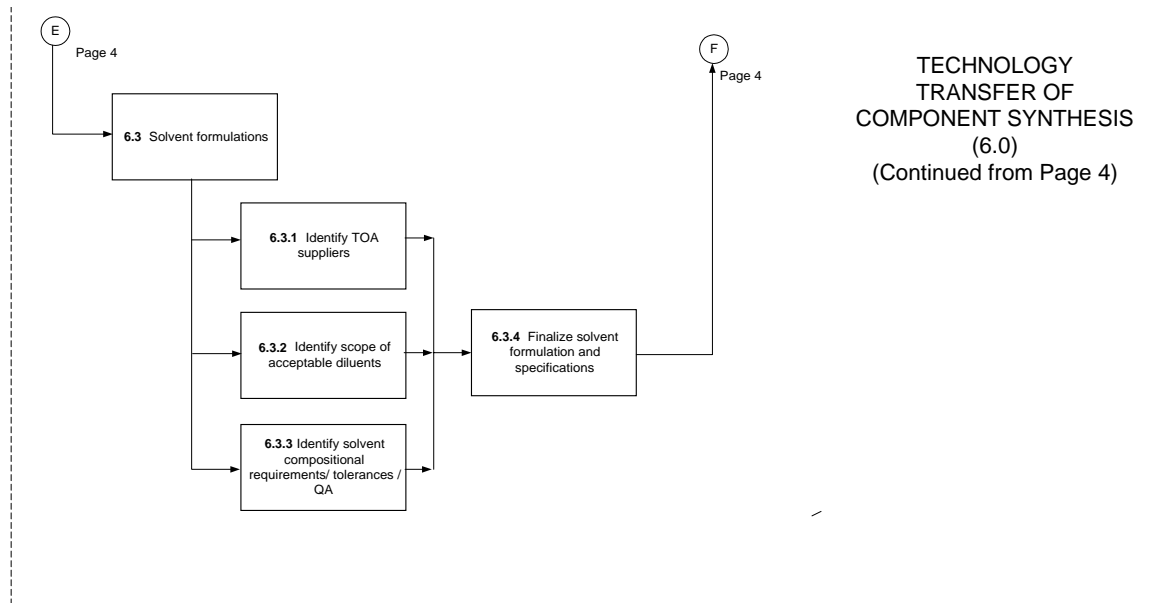 E
Page 4
F
Page 4
TECHNOLOGY
TRANSFER OF
COMPONENT SYNTHESIS
(6.0)
(Continued from Page 4)
6.3 Solvent formulations
6.3.1 Identify TOA
suppliers
6.3.2 Identify scope of
acceptable diluents
6.3.3 Identify solvent
compositional
requirements/ tolerances /
QA
6.3.4 Finalize solvent
formulation and
specifications